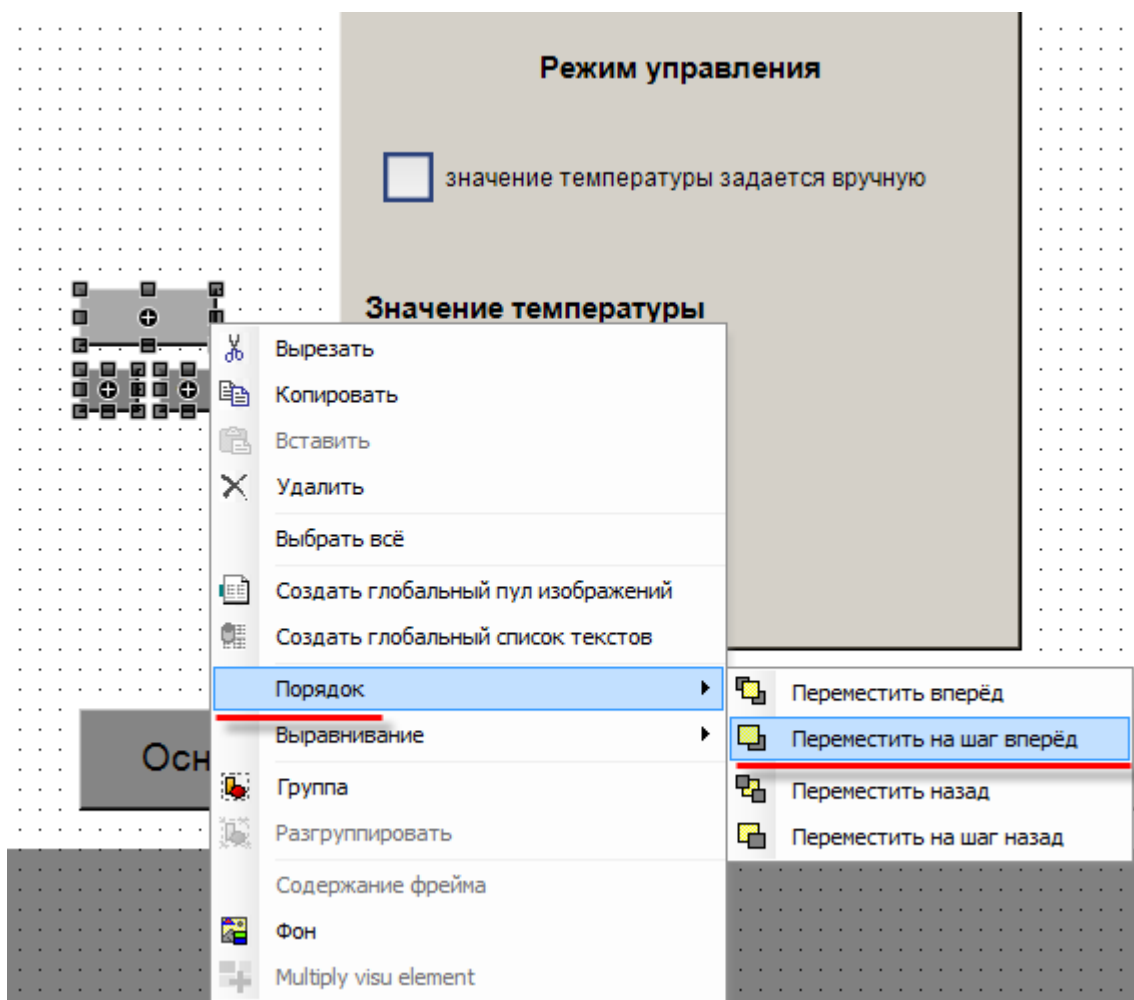 Режим управления
значение температуры задается вручную
Значение температуры
Вырезать
Копировать
Вставить
Удалить
Выбрать всё
Создать глобальный пул изображений
Создать глобальный список текстов
Порядок
Переместить вперёд
Выравнивание
Переместить на шаг вперёд
Осн
Группа
Переместить назад
Разгруппировать
Переместить на шаг назад
Содержание фрейма
Фон
Multiply visu element